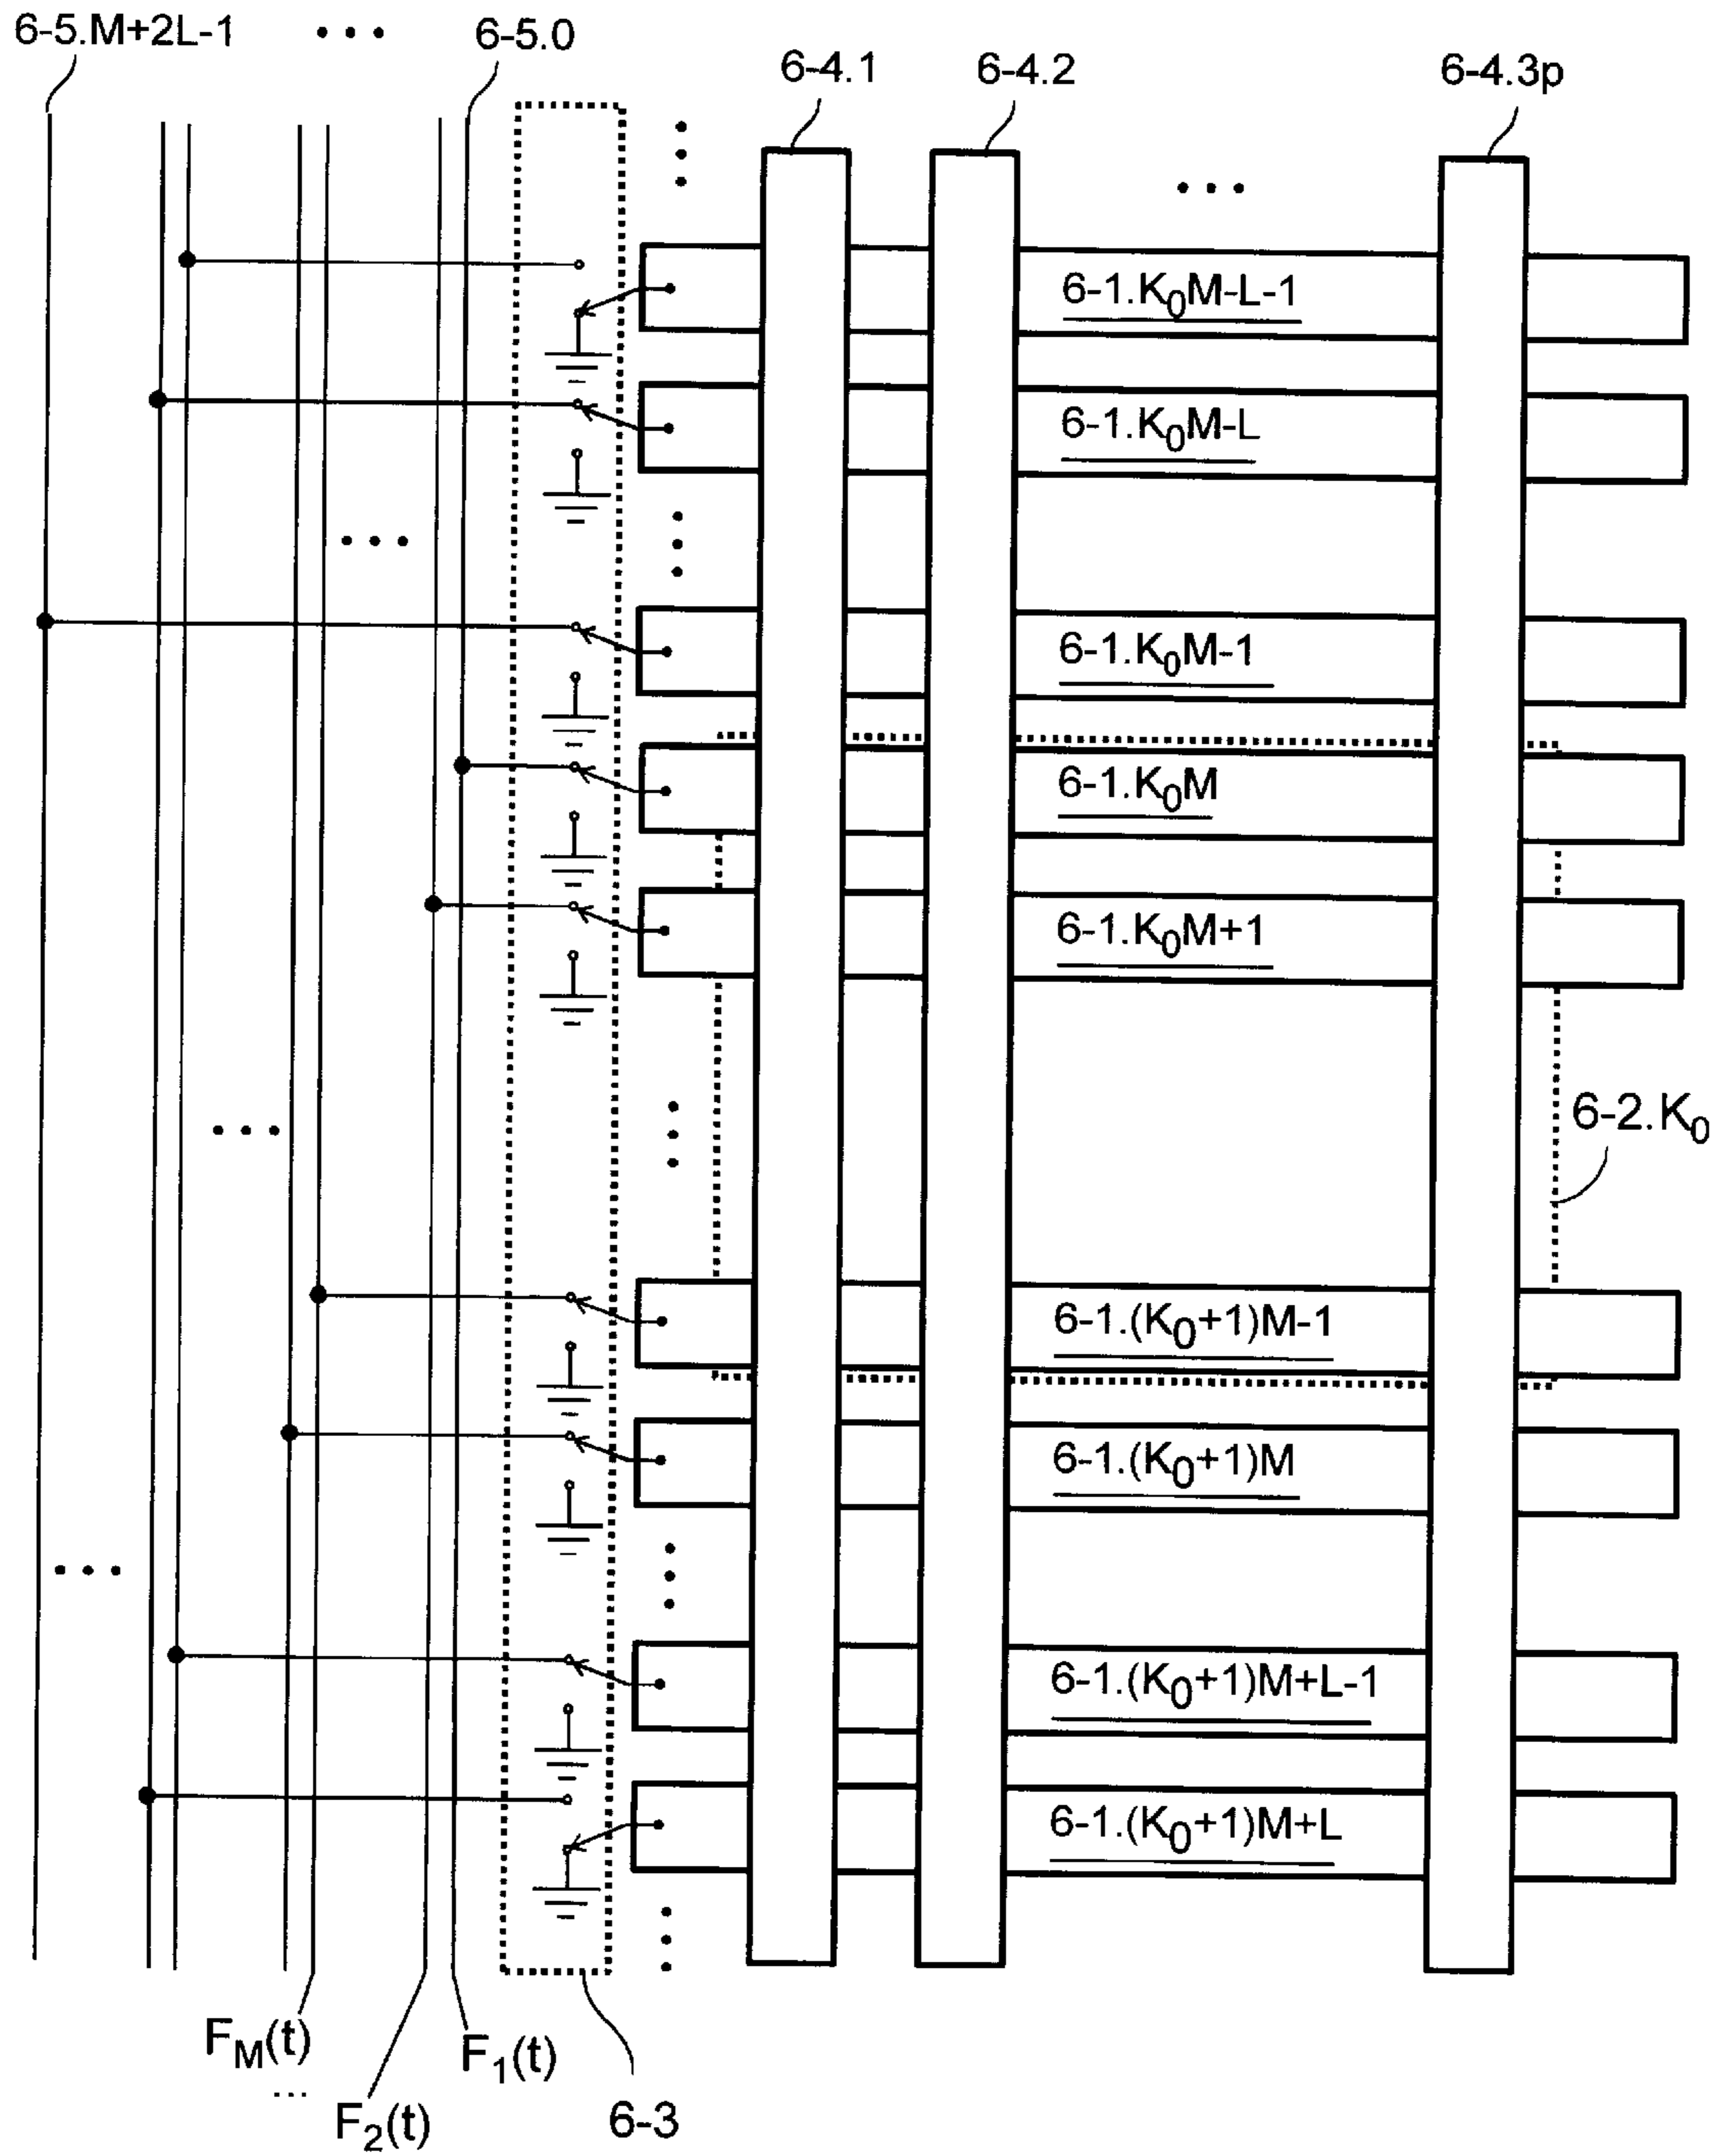 6-5.M+2L-1 ••• 6-5.0
6-4.1
6-4.2
6-4.3p
6-1.K₀M-L-1
6-1.K₀M-L
6-1.K₀M-1
6-1.K₀M
6-1.K₀M+1
6-2.K₀
6-1.(K₀+1)M-1
6-1.(K₀+1)M
6-1.(K₀+1)M+L-1
6-1.(K₀+1)M+L
F_M(t)
...
F₂(t)
F₁(t)
6-3